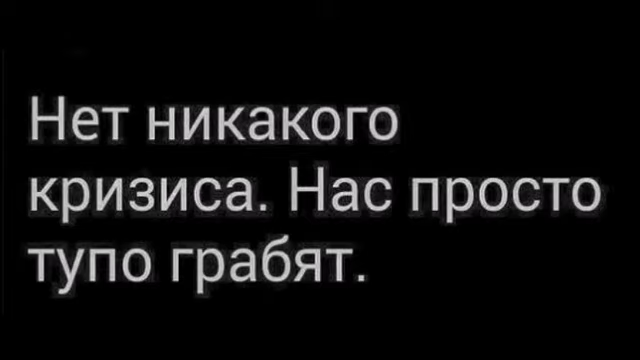 Нет никакого
кризиса. Нас просто
тупо грабят.